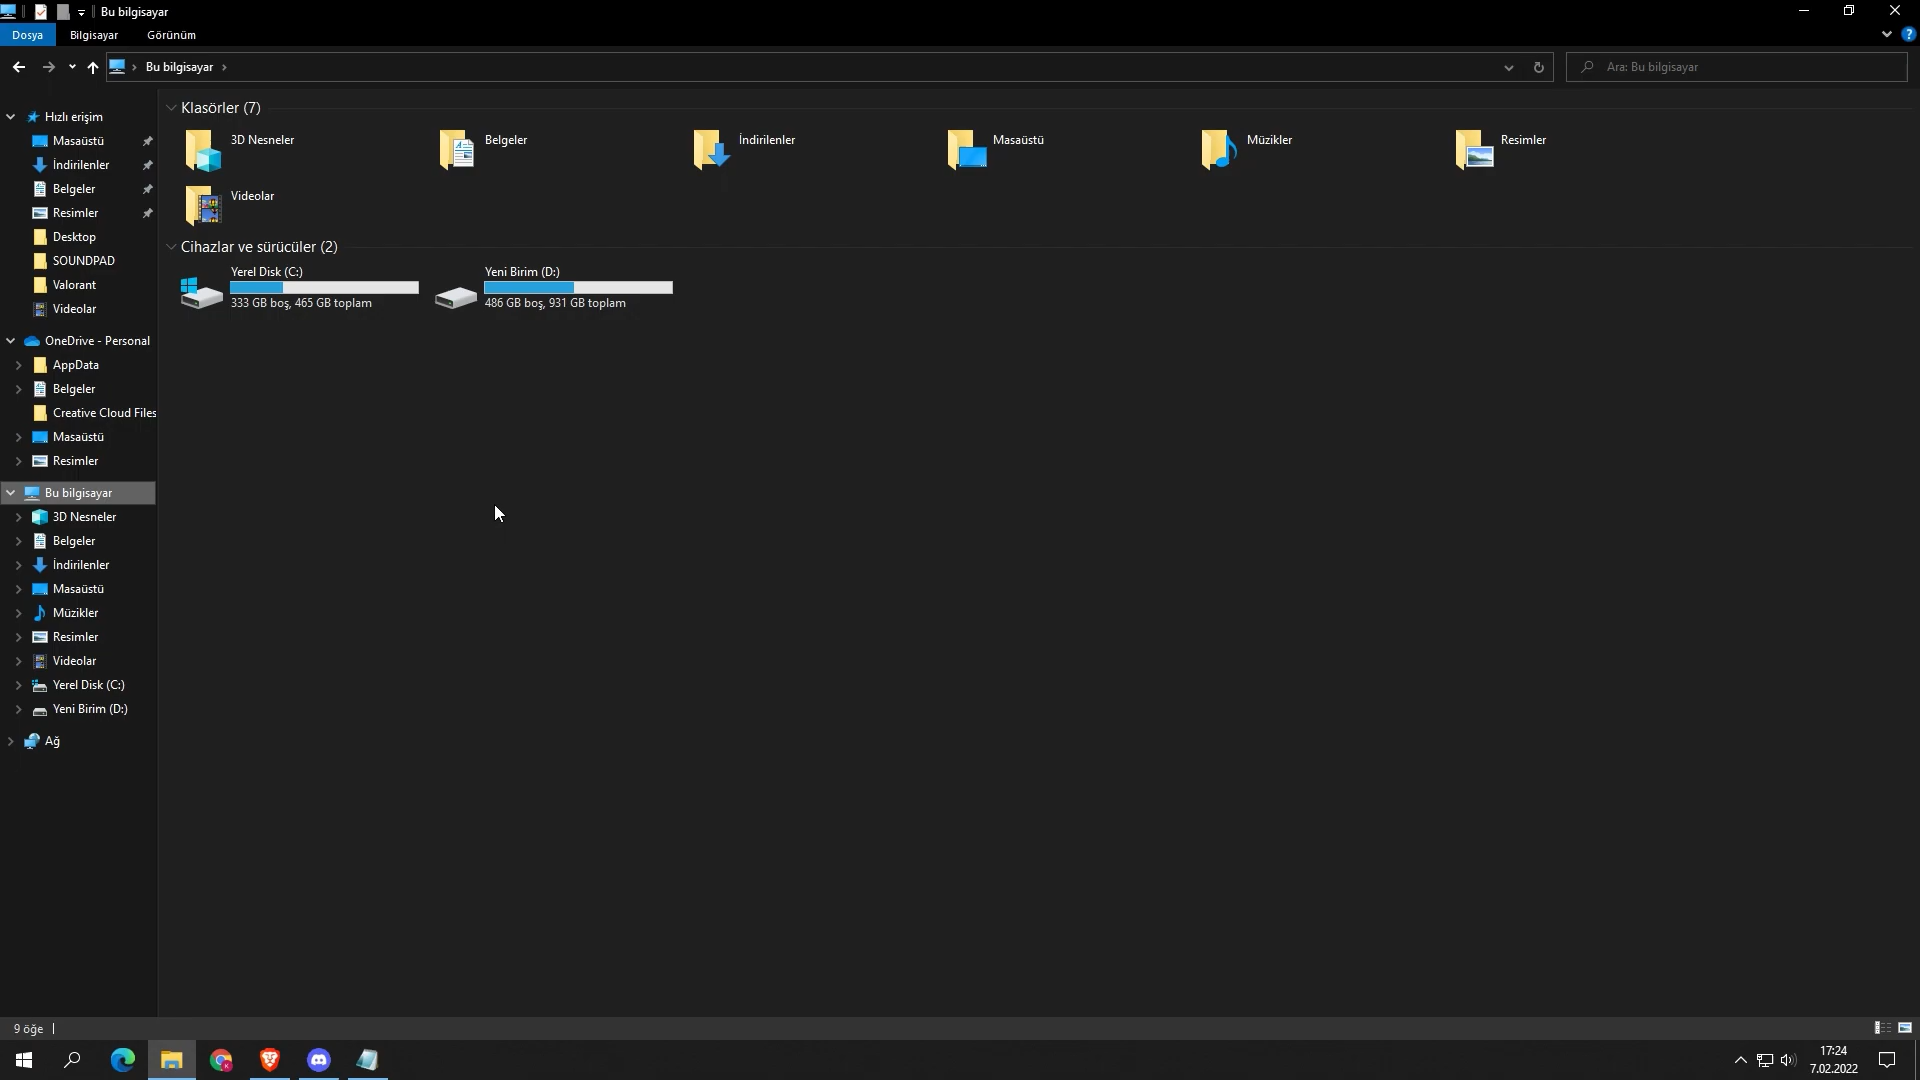 Bu bilgisayar
Dosya
Bilgisayar
Görünüm
Bu bilgisayar
Ara: Bu bilgisayar
Hızlı erişim
Masaüstü
İndirilenler
Belgeler
Resimler
Desktop
SOUNDPAD
Valorant
Videolar
OneDrive - Personal
AppData
Belgeler
Creative Cloud Files
Masaüstü
Resimler
Bu bilgisayar
3D Nesneler
Belgeler
İndirilenler
Masaüstü
Müzikler
Resimler
Videolar
Yerel Disk (C:)
Yeni Birim (D:)
Ağ
Klasörler (7)
3D Nesneler
Belgeler
İndirilenler
Masaüstü
Müzikler
Resimler
Videolar
Cihazlar ve sürücüler (2)
Yerel Disk (C:)
333 GB boş, 465 GB toplam
Yeni Birim (D:)
486 GB boş, 931 GB toplam
9 öğe
17:24
7.02.2022